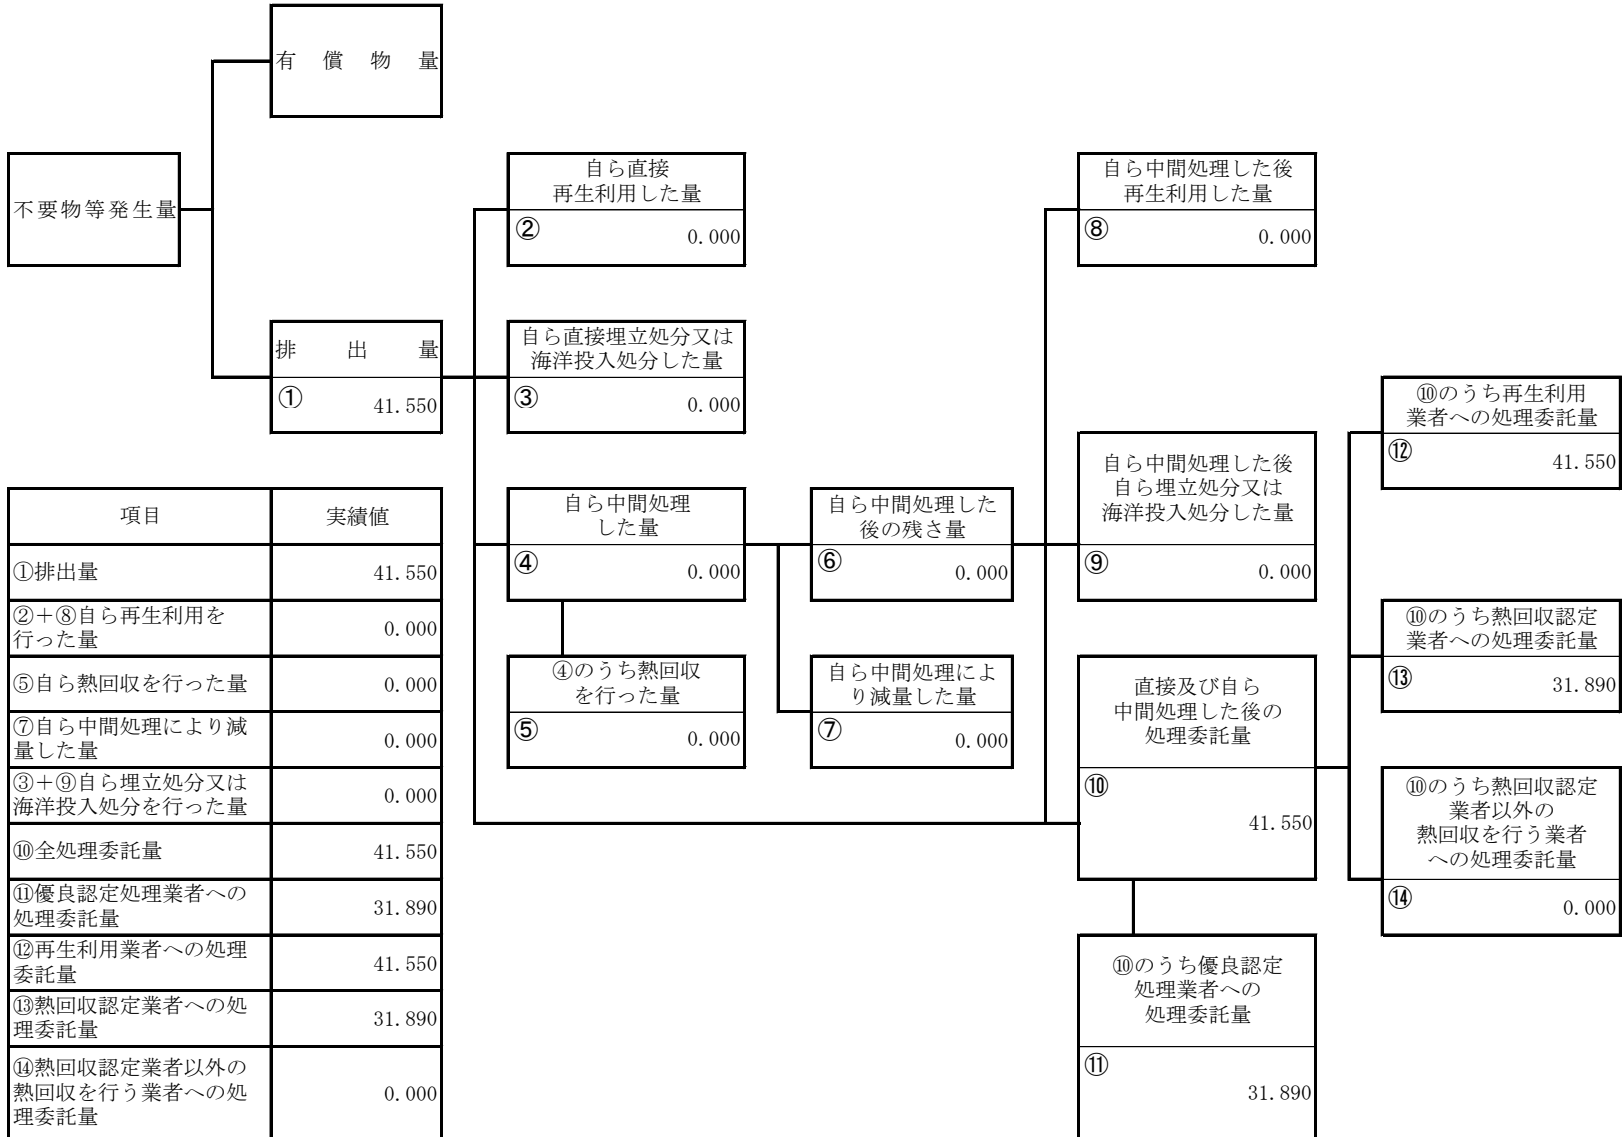 有償物量
不要物等発生量
自ら直接
再生利用した量
② 0.000
自ら中間処理した後
再生利用した量
⑧ 0.000
排出量
① 41.550
自ら直接埋立処分又は
海洋投入処分した量
③ 0.000
⑩のうち再生利用
業者への処理委託量
⑫ 41.550
自ら中間処理
した量
④ 0.000
自ら中間処理した
後の残さ量
⑥ 0.000
自ら中間処理した後
自ら埋立処分又は
海洋投入処分した量
⑨ 0.000
⑩のうち熱回収認定
業者への処理委託量
⑬ 31.890
④のうち熱回収
を行った量
⑤ 0.000
自ら中間処理によ
り減量した量
⑦ 0.000
直接及び自ら
中間処理した後の
処理委託量
⑩ 41.550
⑩のうち熱回収認定
業者以外の
熱回収を行う業者
への処理委託量
⑭ 0.000
⑩のうち優良認定
処理業者への
処理委託量
⑪ 31.890
項目 実績値
①排出量 41.550
②+⑧自ら再生利用を
行った量 0.000
⑤自ら熱回収を行った量 0.000
⑦自ら中間処理により減
量した量 0.000
③+⑨自ら埋立処分又は
海洋投入処分を行った量 0.000
⑩全処理委託量 41.550
⑪優良認定処理業者への
処理委託量 31.890
⑫再生利用業者への処理
委託量 41.550
⑬熱回収認定業者への処
理委託量 31.890
⑭熱回収認定業者以外の
熱回収を行う業者への処 0.000
理委託量